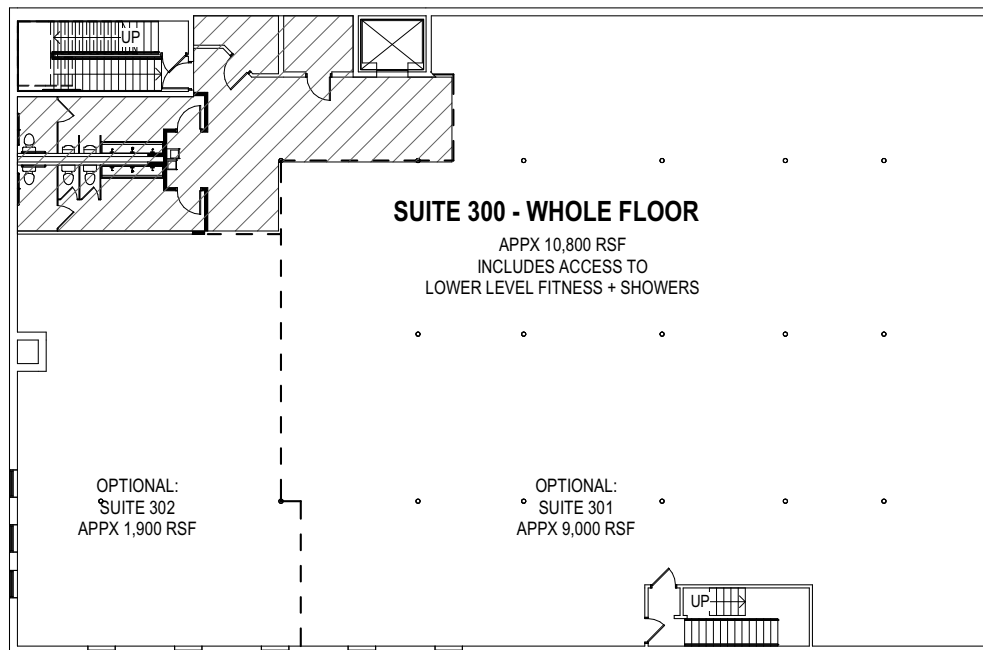 UP
SUITE 300 - WHOLE FLOOR
APPX 10,800 RSF
INCLUDES ACCESS TO
LOWER LEVEL FITNESS + SHOWERS
OPTIONAL:
SUITE 302
APPX 1,900 RSF
OPTIONAL:
SUITE 301
APPX 9,000 RSF
UP